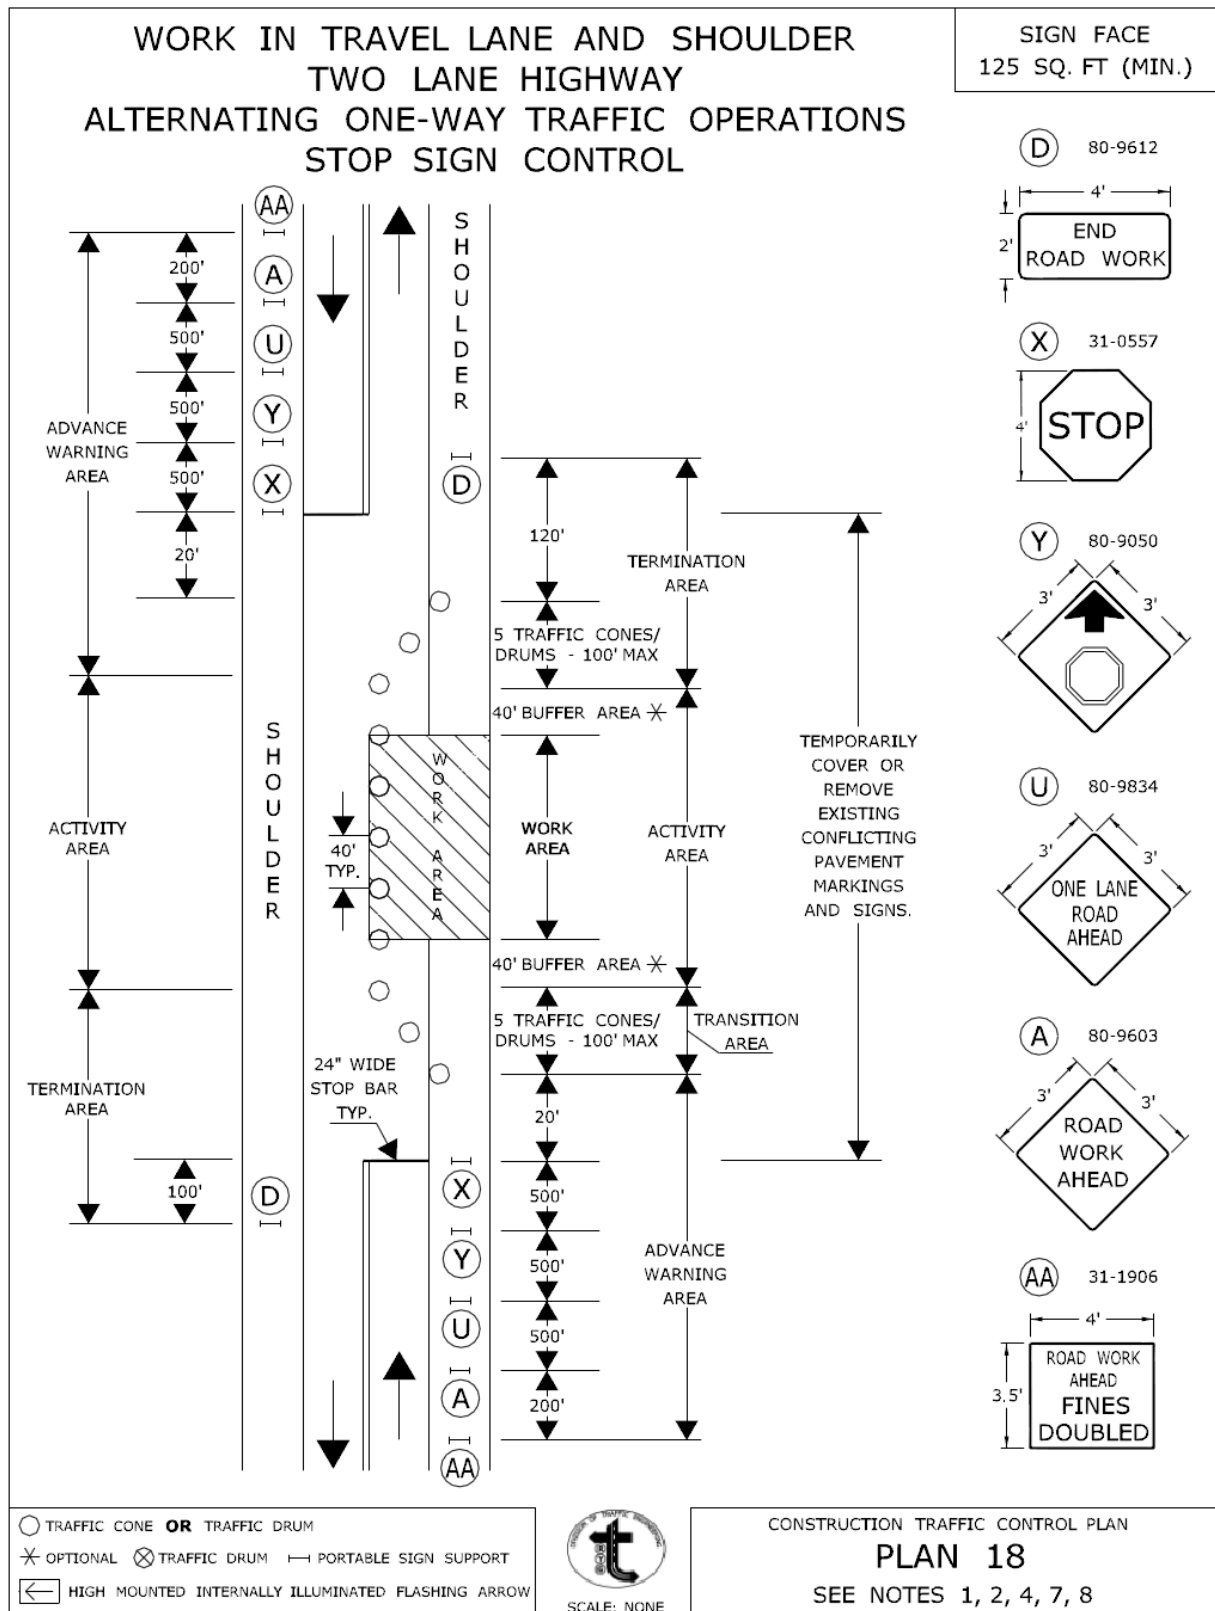 WORK IN TRAVEL LANE AND SHOULDER
TWO LANE HIGHWAY
ALTERNATING ONE-WAY TRAFFIC OPERATIONS
STOP SIGN CONTROL
SIGN FACE
125 SQ. FT (MIN.)
AA
A
U
Y
X
200'
500'
500'
500'
20'
ADVANCE
WARNING
AREA
SHOULDER
D
120'
TERMINATION
AREA
5 TRAFFIC CONES/
DRUMS - 100' MAX
40' BUFFER AREA *
SHOULDER
ACTIVITY
AREA
40'
TYP.
WORK AREA
WORK
AREA
ACTIVITY
AREA
TEMPORARILY
COVER OR
REMOVE
EXISTING
CONFLICTING
PAVEMENT
MARKINGS
AND SIGNS.
40' BUFFER AREA *
5 TRAFFIC CONES/
DRUMS - 100' MAX
TRANSITION
AREA
24" WIDE
STOP BAR
TYP.
TERMINATION
AREA
100'
D
20'
X
500'
Y
500'
U
500'
A
200'
AA
ADVANCE
WARNING
AREA
D 80-9612
4'
2'
END
ROAD WORK
X 31-0557
4'
STOP
Y 80-9050
3' 3'
U 80-9834
3' 3'
ONE LANE
ROAD
AHEAD
A 80-9603
3' 3'
ROAD
WORK
AHEAD
AA 31-1906
4'
3.5'
ROAD WORK
AHEAD
FINES
DOUBLED
TRAFFIC CONE OR TRAFFIC DRUM
* OPTIONAL TRAFFIC DRUM PORTABLE SIGN SUPPORT
HIGH MOUNTED INTERNALLY ILLUMINATED FLASHING ARROW
DIVISION OF TRAFFIC ENGINEERING
SCALE: NONE
CONSTRUCTION TRAFFIC CONTROL PLAN
PLAN 18
SEE NOTES 1, 2, 4, 7, 8